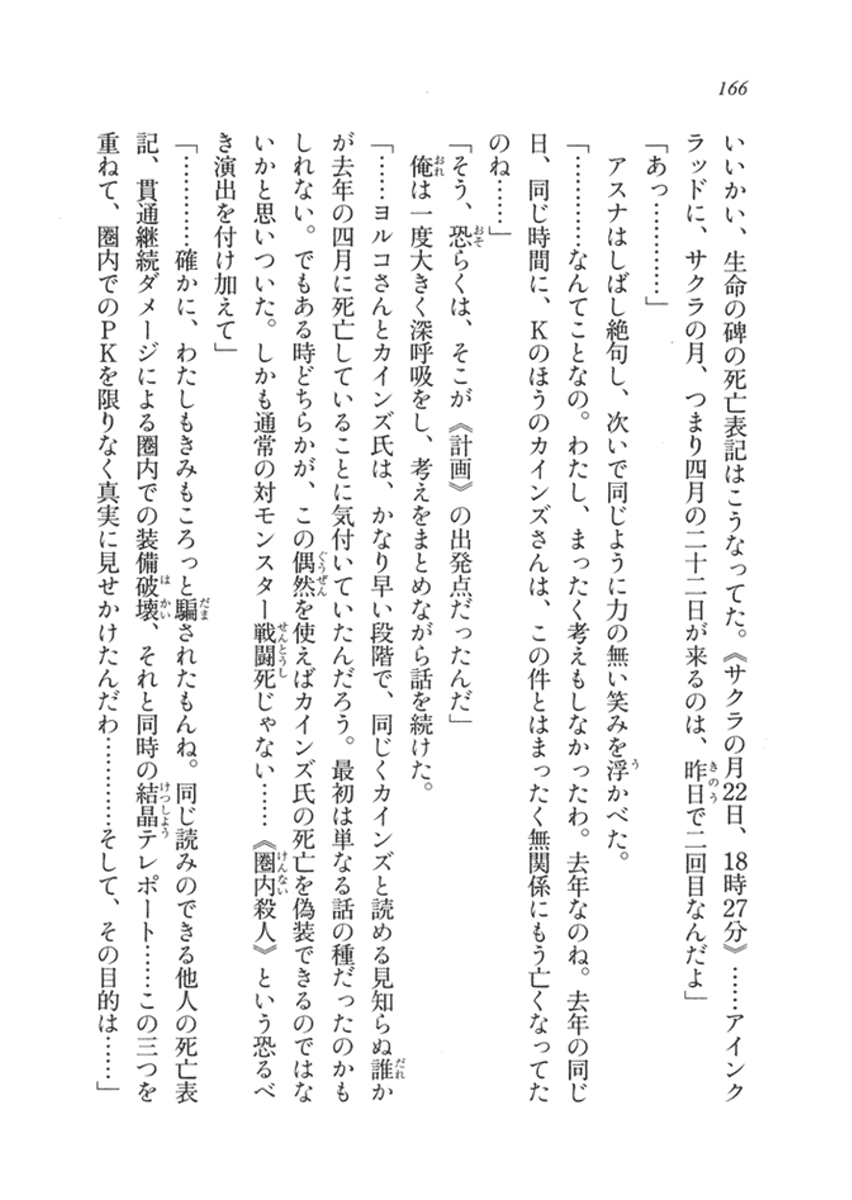 166
いいかい、生命の碑の死亡表記はこうなってた。《サクラの月22日、18時27分》……アインク
ラッドに、サクラの月、つまり四月の二十二日が来るのは、昨日で二回目なんだよ」
「あっ…………」
アスナはしばし絶句し、次いで同じように力の無い笑みを浮かべた。
「…………なんてことなの。わたし、まったく考えもしなかったわ。去年なのね。去年の同じ
日、同じ時間に、Kのほうのカインズさんは、この件とはまったく無関係にもう亡くなってた
のね……」
「そう、恐らくは、そこが《計画》の出発点だったんだ」
俺は一度大きく深呼吸をし、考えをまとめながら話を続けた。
「……ヨルコさんとカインズ氏は、かなり早い段階で、同じくカインズと読める見知らぬ誰か
が去年の四月に死亡していることに気付いていたんだろう。最初は単なる話の種だったのかも
しれない。でもある時どちらかが、この偶然を使えばカインズ氏の死亡を偽装できるのではな
いかと思いついた。しかも通常の対モンスター戦闘死じゃない……《圏内殺人》という恐るべ
き演出を付け加えて」
「…………確かに、わたしもきみもころっと騙されたもんね。同じ読みのできる他人の死亡表
記、貫通継続ダメージによる圏内での装備破壊、それと同時の結晶テレポート……この三つを
重ねて、圏内でのPKを限りなく真実に見せかけたんだわ…………そして、その目的は……」